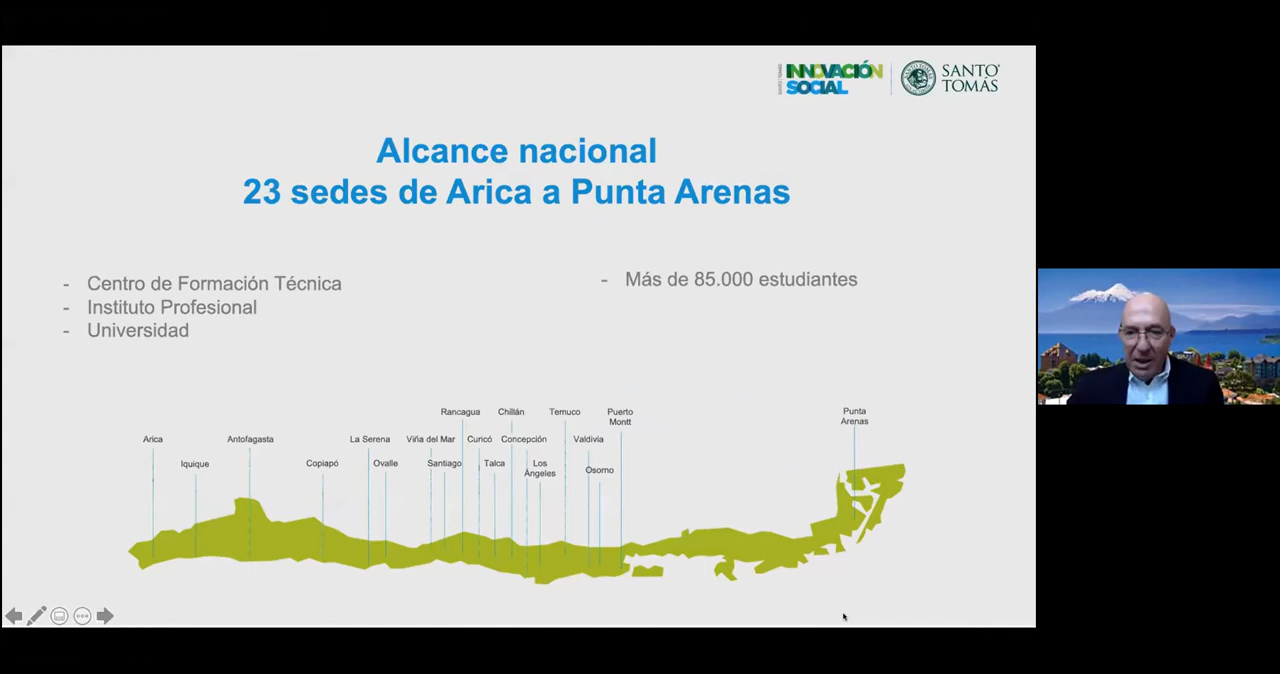 INNOVACIÓN
SOCIAL
SANTO
TOMÁS
Alcance nacional
23 sedes de Arica a Punta Arenas
- Centro de Formación Técnica
- Instituto Profesional
- Universidad
- Más de 85.000 estudiantes
Rancagua Chillán Temuco Puerto
Montt
Punta
Arenas
Arica Antofagasta La Serena Viña del Mar Curicó Concepción Valdivia
Iquique Copiapó Ovalle Santiago Talca Los
Ángeles
Osorno